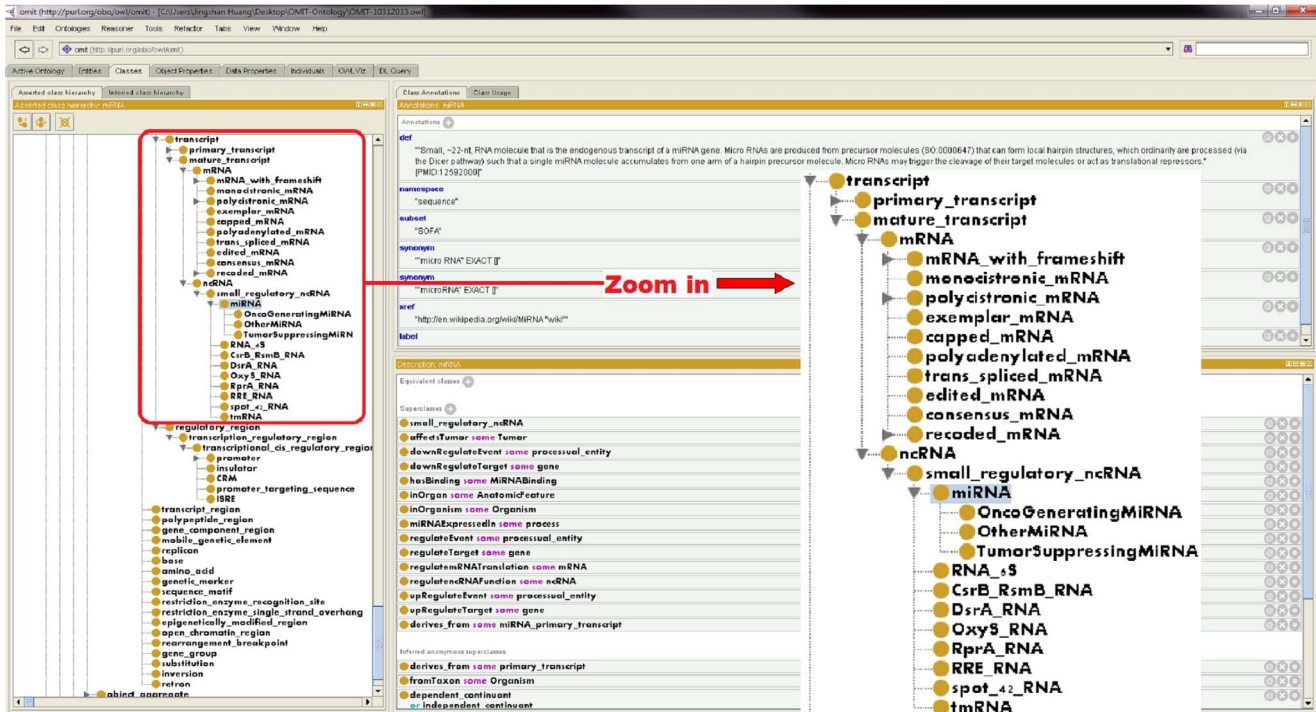 omit (http://purl.org/obo/owl/omit) - [C:\Users\Jingshan Huang\Desktop\OMIT-Ontology\OMIT-10312013.owl]
File Edit Ontologies Reasoner Tools Refactor Tabs View Window Help
omit (http://purl.org/obo/owl/omit)
Active Ontology Entities Classes Object Properties Data Properties Individuals OWLViz DL Query
Asserted class hierarchy Inferred class hierarchy
Asserted class hierarchy: miRNA
transcript
primary_transcript
mature_transcript
mRNA
mRNA_with_frameshift
monocistronic_mRNA
polycistronic_mRNA
exemplar_mRNA
capped_mRNA
polyadenylated_mRNA
trans_spliced_mRNA
edited_mRNA
consensus_mRNA
recoded_mRNA
ncRNA
small_regulatory_ncRNA
miRNA
OncoGeneratingMiRNA
OtherMiRNA
TumorSuppressingMiRN
RNA_6S
CsrB_RsmB_RNA
DsrA_RNA
OxyS_RNA
RprA_RNA
RRE_RNA
spot_42_RNA
tmRNA
regulatory_region
transcription_regulatory_region
transcriptional_cis_regulatory_region
promoter
insulator
CRM
promoter_targeting_sequence
ISRE
transcript_region
polypeptide_region
gene_component_region
mobile_genetic_element
replicon
base
amino_acid
genetic_marker
sequence_motif
restriction_enzyme_recognition_site
restriction_enzyme_single_strand_overhang
epigenetically_modified_region
open_chromatin_region
rearrangement_breakpoint
gene_group
substitution
inversion
retron
object_aggregate
Class Annotations Class Usage
Annotations: miRNA
Annotations
def
""Small, ~22-nt, RNA molecule that is the endogenous transcript of a miRNA gene. Micro RNAs are produced from precursor molecules (SO:0000647) that can form local hairpin structures, which ordinarily are processed (via
the Dicer pathway) such that a single miRNA molecule accumulates from one arm of a hairpin precursor molecule. Micro RNAs may trigger the cleavage of their target molecules or act as translational repressors."
[PMID:12592000]"
namespace
"sequence"
subset
"SOFA"
synonym
""micro RNA" EXACT []"
synonym
""microRNA" EXACT []"
xref
"http://en.wikipedia.org/wiki/MiRNA "wiki""
label
Description: miRNA
Equivalent classes
Superclasses
small_regulatory_ncRNA
affectsTumor some Tumor
downRegulateEvent some processual_entity
downRegulateTarget some gene
hasBinding some MiRNABinding
inOrgan some AnatomicFeature
inOrganism some Organism
miRNAExpressedIn some process
regulateEvent some processual_entity
regulateTarget some gene
regulatemRNATranslation some mRNA
regulatencRNAFunction some ncRNA
upRegulateEvent some processual_entity
upRegulateTarget some gene
derives_from some miRNA_primary_transcript
Inferred anonymous superclasses
derives_from some primary_transcript
fromTaxon some Organism
dependent_continuant
or independent_continuant
Zoom in
transcript
primary_transcript
mature_transcript
mRNA
mRNA_with_frameshift
monocistronic_mRNA
polycistronic_mRNA
exemplar_mRNA
capped_mRNA
polyadenylated_mRNA
trans_spliced_mRNA
edited_mRNA
consensus_mRNA
recoded_mRNA
ncRNA
small_regulatory_ncRNA
miRNA
OncoGeneratingMiRNA
OtherMiRNA
TumorSuppressingMiRNA
RNA_6S
CsrB_RsmB_RNA
DsrA_RNA
OxyS_RNA
RprA_RNA
RRE_RNA
spot_42_RNA
tmRNA